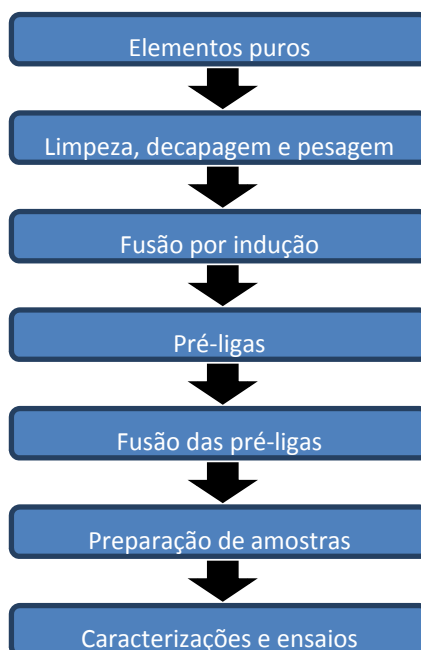 Elementos puros
Limpeza, decapagem e pesagem
Fusão por indução
Pré-ligas
Fusão das pré-ligas
Preparação de amostras
Caracterizações e ensaios